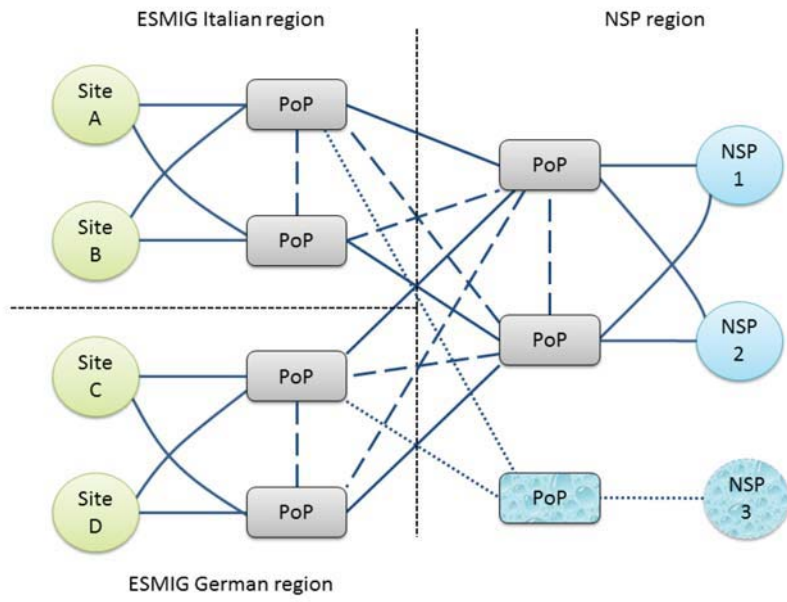 ESMIG Italian region
NSP region
Site
A
PoP
PoP
NSP
1
Site
B
PoP
PoP
NSP
2
Site
C
PoP
Site
D
PoP
PoP
NSP
3
ESMIG German region